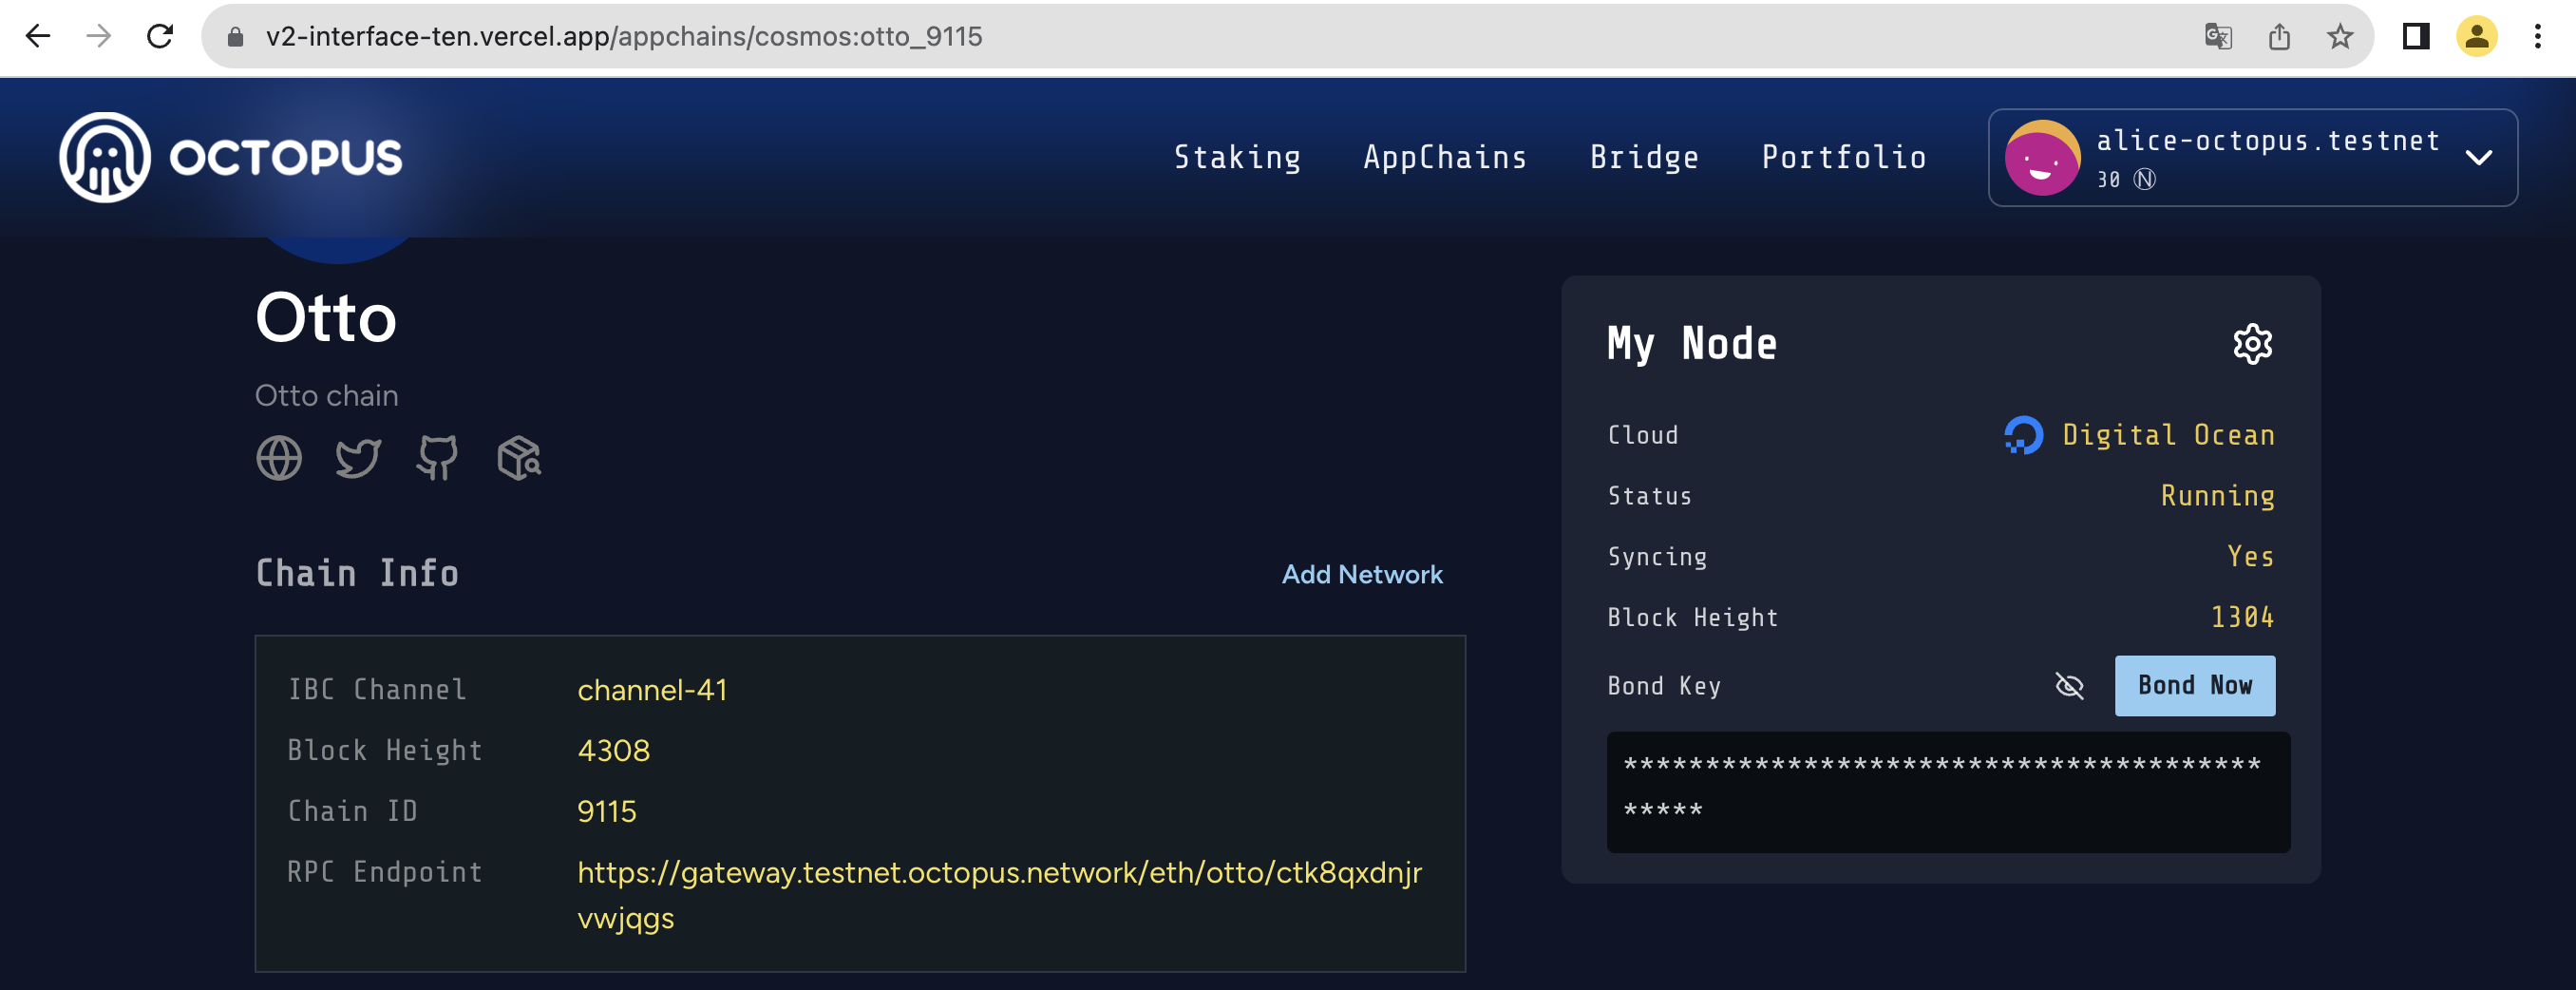 v2-interface-ten.vercel.app/appchains/cosmos:otto_9115
OCTOPUS
Staking
AppChains
Bridge
Portfolio
alice-octopus.testnet
30 Ⓝ
Otto
Otto chain
Chain Info
Add Network
IBC Channel channel-41
Block Height 4308
Chain ID 9115
RPC Endpoint https://gateway.testnet.octopus.network/eth/otto/ctk8qxdnjr
vwjqgs
My Node
Cloud Digital Ocean
Status Running
Syncing Yes
Block Height 1304
Bond Key Bond Now
***************************************
*****